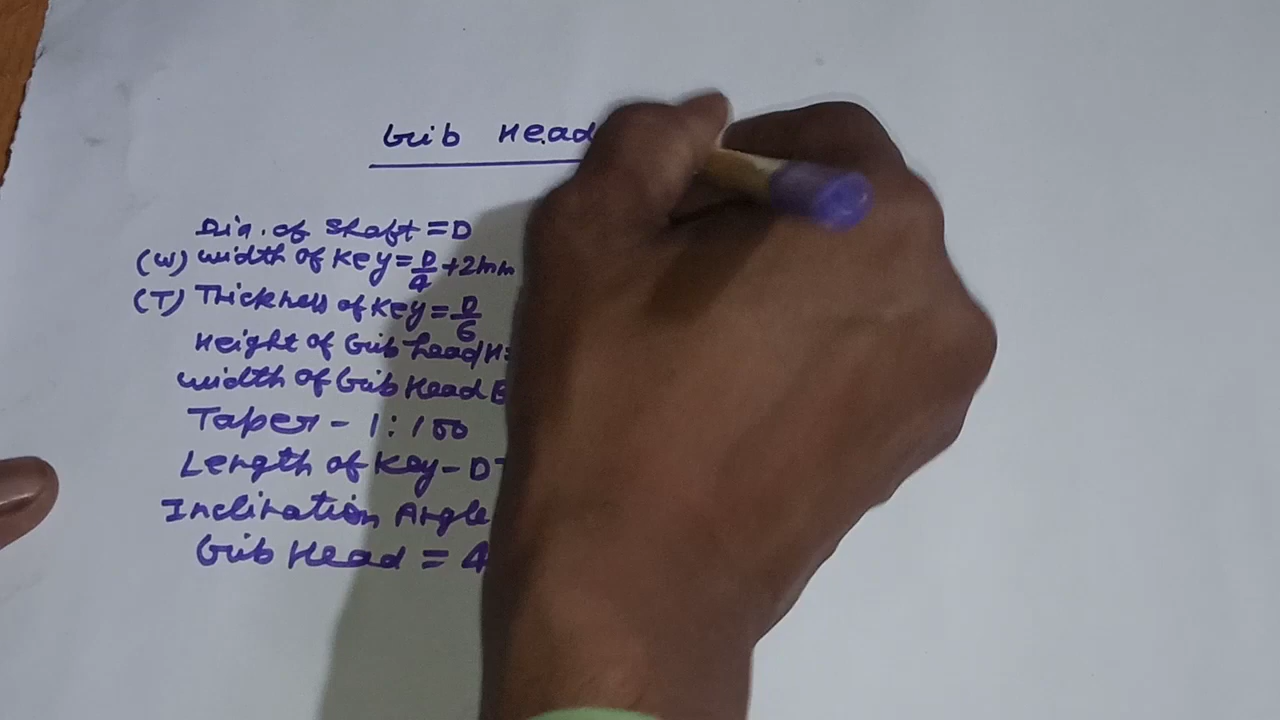 Gib Head
Dia. of shaft = D
(W) width of key = D/4 + 2mm
(T) Thickness of key = D/6
Height of Gib head H =
width of Gib Head
Taper - 1:100
Length of key - D
Inclination Angle
Gib Head = 4